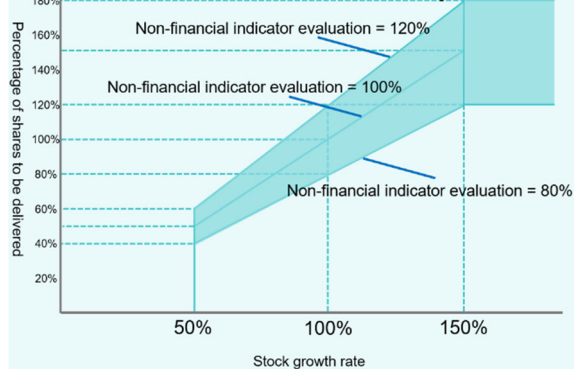 180%
Non-financial indicator evaluation = 120%
160%
140%
Non-financial indicator evaluation = 100%
120%
100%
80%
Non-financial indicator evaluation = 80%
60%
40%
20%
Percentage of shares to be delivered
50%
100%
150%
Stock growth rate